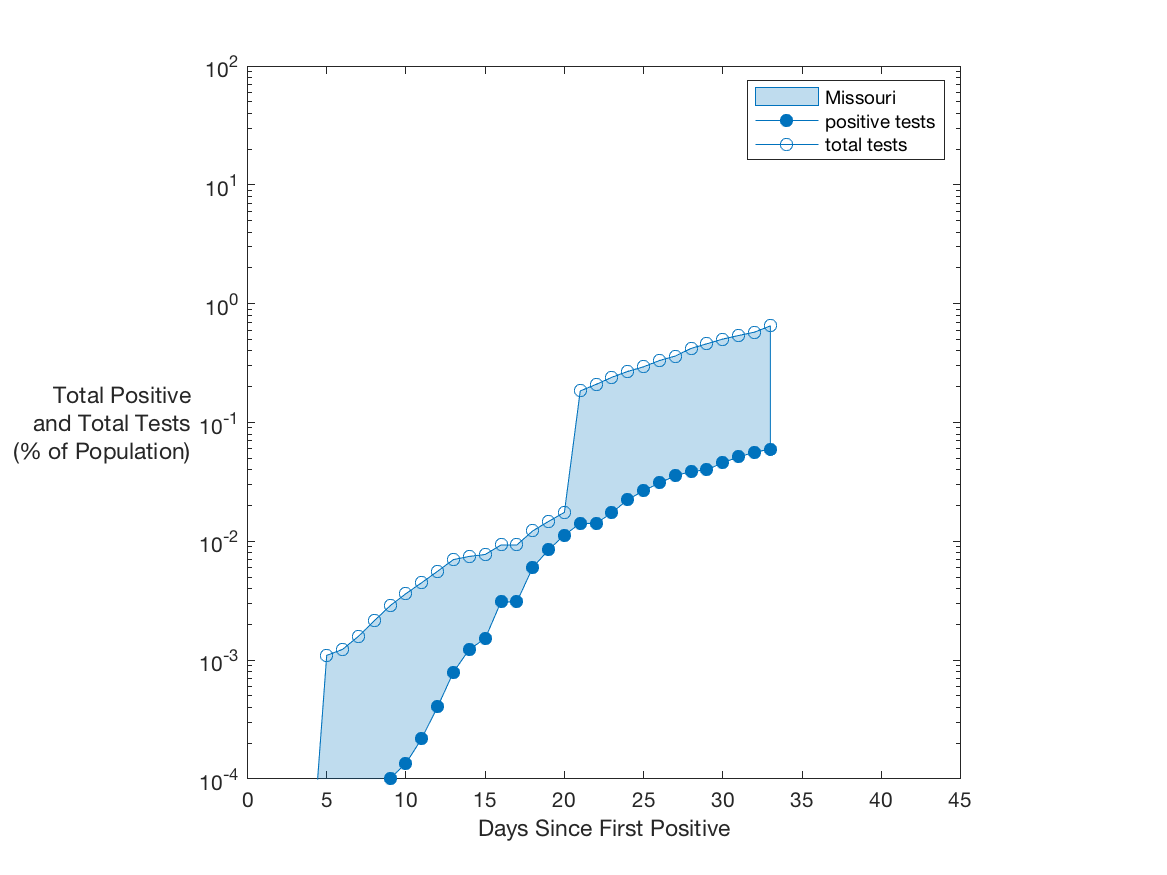 10^2
10^1
10^0
10^-1
10^-2
10^-3
10^-4
Total Positive
and Total Tests
(% of Population)
Missouri
positive tests
total tests
0 5 10 15 20 25 30 35 40 45
Days Since First Positive